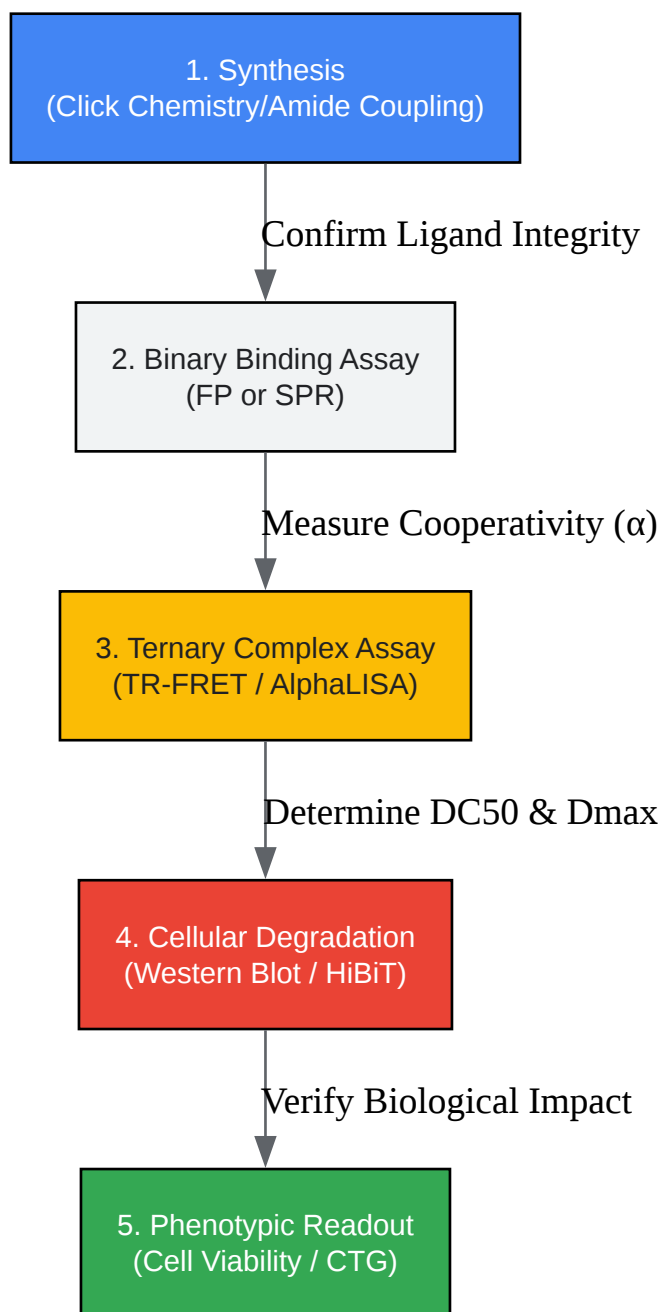 1. Synthesis
(Click Chemistry/Amide Coupling)
Confirm Ligand Integrity
2. Binary Binding Assay
(FP or SPR)
Measure Cooperativity (α)
3. Ternary Complex Assay
(TR-FRET / AlphaLISA)
Determine DC50 & Dmax
4. Cellular Degradation
(Western Blot / HiBiT)
Verify Biological Impact
5. Phenotypic Readout
(Cell Viability / CTG)